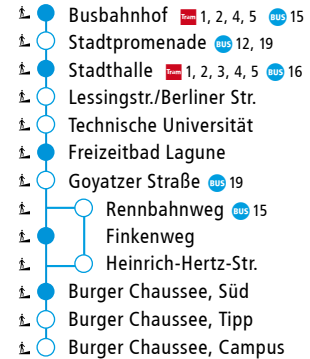 Busbahnhof Tram 1, 2, 4, 5 BUS 15
Stadtpromenade BUS 12, 19
Stadthalle Tram 1, 2, 3, 4, 5 BUS 16
Lessingstr./Berliner Str.
Technische Universität
Freizeitbad Lagune
Goyatzer Straße BUS 19
Rennbahnweg BUS 15
Finkenweg
Heinrich-Hertz-Str.
Burger Chaussee, Süd
Burger Chaussee, Tipp
Burger Chaussee, Campus